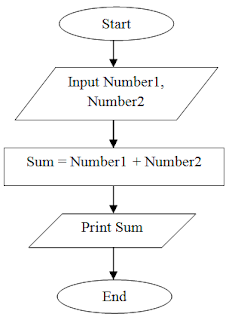 Start
Input Number1,
Number2
Sum = Number1 + Number2
Print Sum
End